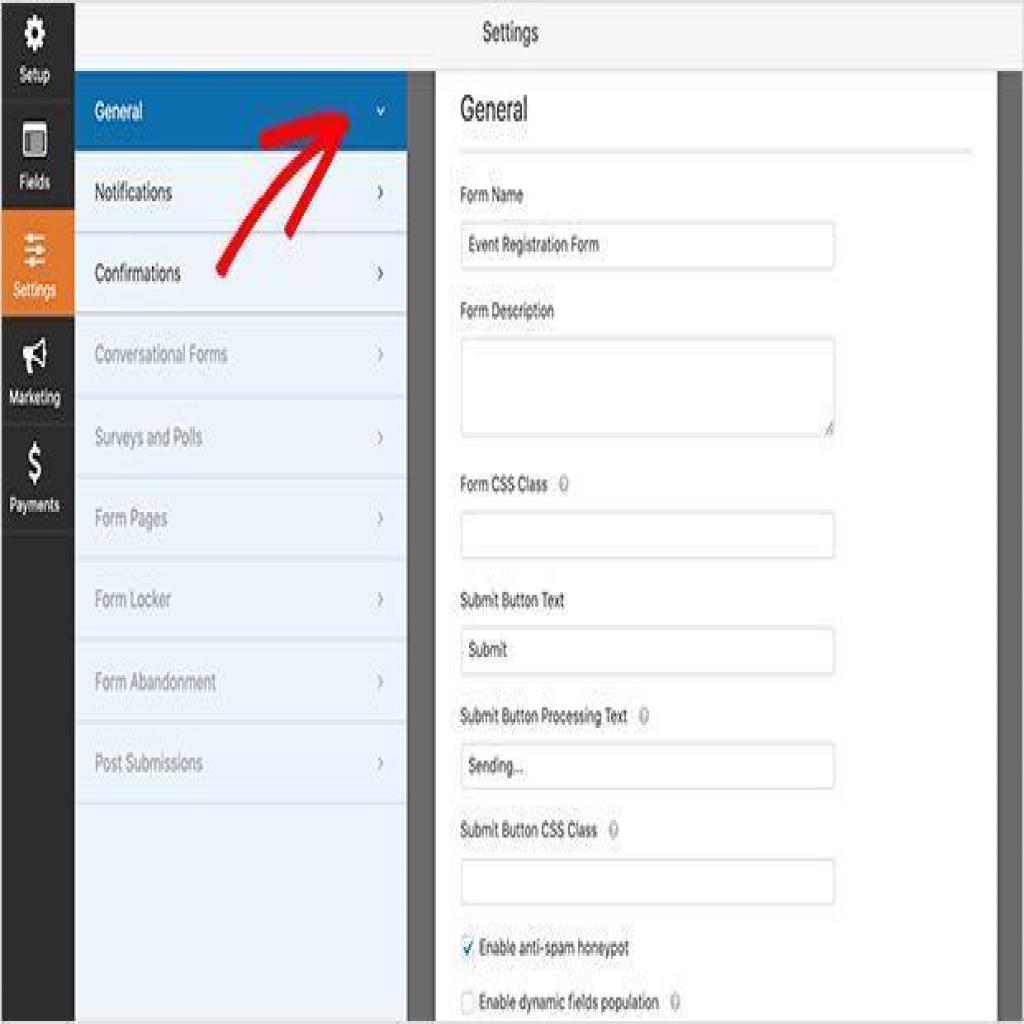 Settings
Setup
Fields
Settings
Marketing
Payments
General
Notifications
Confirmations
Conversational Forms
Surveys and Polls
Form Pages
Form Locker
Form Abandonment
Post Submissions
General
Form Name
Event Registration Form
Form Description
Form CSS Class
Submit Button Text
Submit
Submit Button Processing Text
Sending...
Submit Button CSS Class
Enable anti-spam honeypot
Enable dynamic fields population